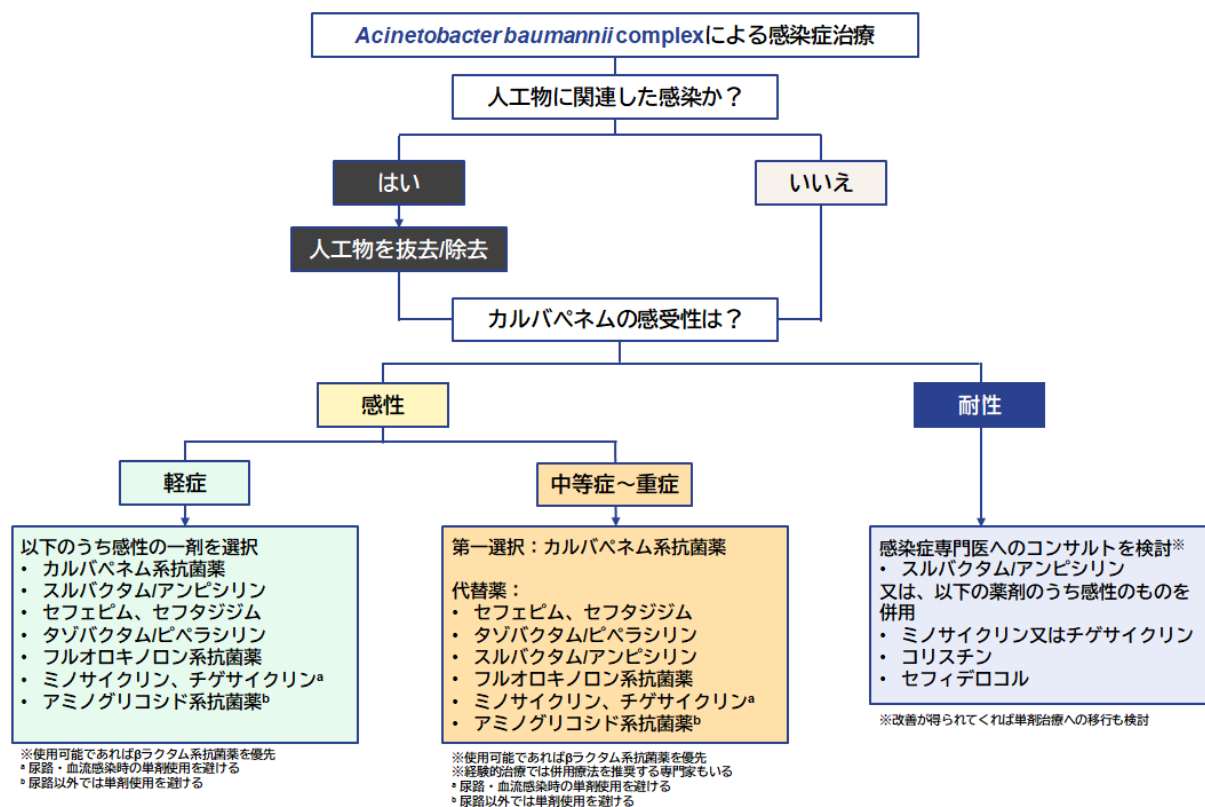 Acinetobacter baumannii complexによる感染症治療
人工物に関連した感染か？
はい
いいえ
人工物を抜去/除去
カルバペネムの感受性は？
感性
耐性
軽症
中等症～重症
以下のうち感性の一剤を選択
• カルバペネム系抗菌薬
• スルバクタム/アンピシリン
• セフェピム、セフタジジム
• タゾバクタム/ピペラシリン
• フルオロキノロン系抗菌薬
• ミノサイクリン、チゲサイクリンa
• アミノグリコシド系抗菌薬b
※使用可能であればβラクタム系抗菌薬を優先
a 尿路・血流感染時の単剤使用を避ける
b 尿路以外では単剤使用を避ける
第一選択：カルバペネム系抗菌薬
代替薬：
• セフェピム、セフタジジム
• タゾバクタム/ピペラシリン
• スルバクタム/アンピシリン
• フルオロキノロン系抗菌薬
• ミノサイクリン、チゲサイクリンa
• アミノグリコシド系抗菌薬b
※使用可能であればβラクタム系抗菌薬を優先
※経験的治療では併用療法を推奨する専門家もいる
a 尿路・血流感染時の単剤使用を避ける
b 尿路以外では単剤使用を避ける
感染症専門医へのコンサルトを検討※
• スルバクタム/アンピシリン
又は、以下の薬剤のうち感性のものを
併用
• ミノサイクリン又はチゲサイクリン
• コリスチン
• セフィデロコル
※改善が得られてくれば単剤治療への移行も検討